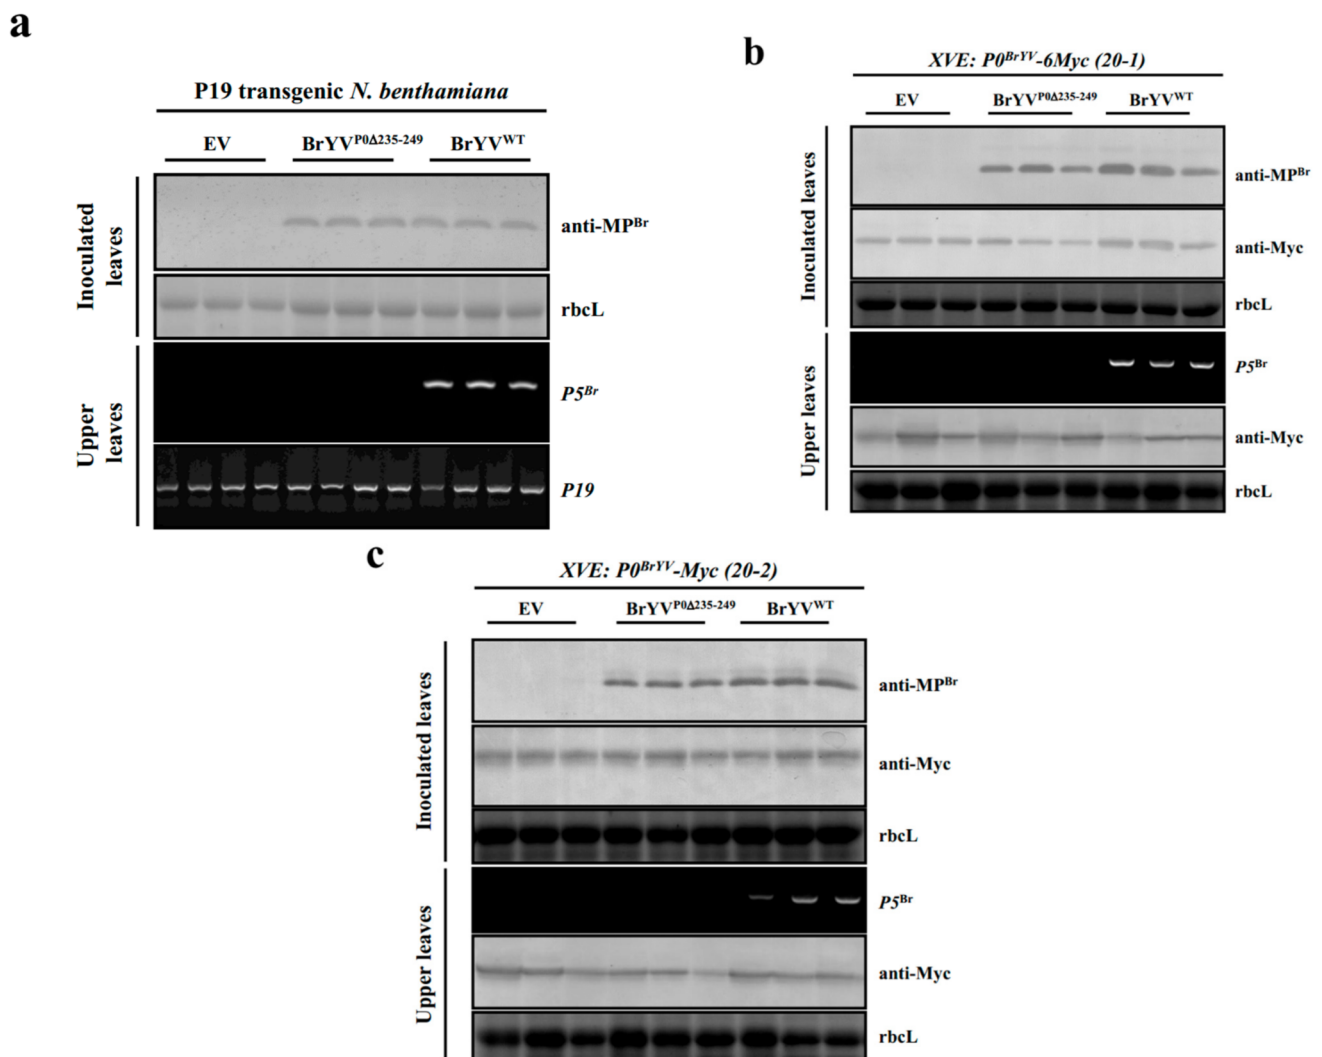 a
P19 transgenic N. benthamiana
EV BrYVP0Δ235-249 BrYVWT
Inoculated leaves
anti-MPBr
rbcL
Upper leaves
P5Br
P19
b
XVE: P0BrYV-6Myc (20-1)
EV BrYVP0Δ235-249 BrYVWT
Inoculated leaves
anti-MPBr
anti-Myc
rbcL
Upper leaves
P5Br
anti-Myc
rbcL
c
XVE: P0BrYV-Myc (20-2)
EV BrYVP0Δ235-249 BrYVWT
Inoculated leaves
anti-MPBr
anti-Myc
rbcL
Upper leaves
P5Br
anti-Myc
rbcL